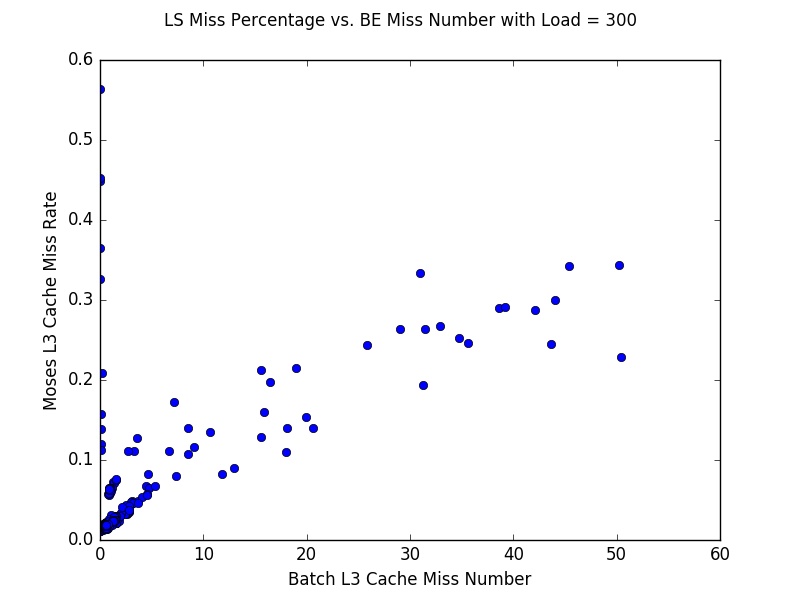 LS Miss Percentage vs. BE Miss Number with Load = 300
0.6
0.5
0.4
0.3
0.2
0.1
0.0
Moses L3 Cache Miss Rate
0 10 20 30 40 50 60
Batch L3 Cache Miss Number